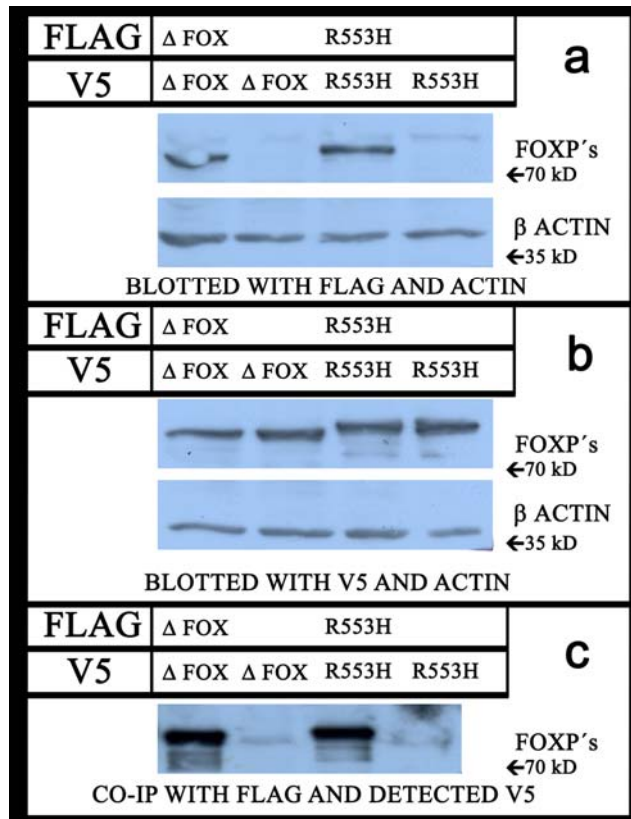 FLAG Δ FOX R553H
V5 Δ FOX Δ FOX R553H R553H
a
FOXP´s
←70 kD
β ACTIN
←35 kD
BLOTTED WITH FLAG AND ACTIN
FLAG Δ FOX R553H
V5 Δ FOX Δ FOX R553H R553H
b
FOXP´s
←70 kD
β ACTIN
←35 kD
BLOTTED WITH V5 AND ACTIN
FLAG Δ FOX R553H
V5 Δ FOX Δ FOX R553H R553H
c
FOXP´s
←70 kD
CO-IP WITH FLAG AND DETECTED V5